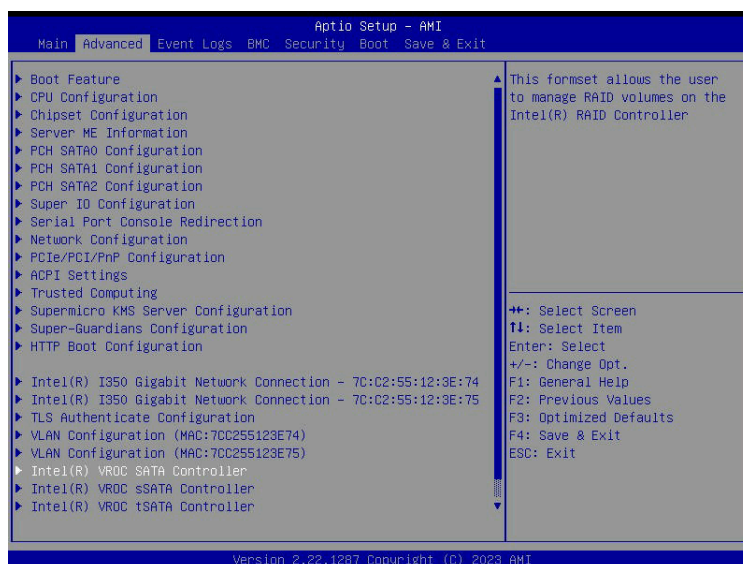 Aptio Setup - AMI
Main Advanced Event Logs BMC Security Boot Save & Exit
▶ Boot Feature
▶ CPU Configuration
▶ Chipset Configuration
▶ Server ME Information
▶ PCH SATA0 Configuration
▶ PCH SATA1 Configuration
▶ PCH SATA2 Configuration
▶ Super IO Configuration
▶ Serial Port Console Redirection
▶ Network Configuration
▶ PCIe/PCI/PnP Configuration
▶ ACPI Settings
▶ Trusted Computing
▶ Supermicro KMS Server Configuration
▶ Super-Guardians Configuration
▶ HTTP Boot Configuration
▶ Intel(R) I350 Gigabit Network Connection - 7C:C2:55:12:3E:74
▶ Intel(R) I350 Gigabit Network Connection - 7C:C2:55:12:3E:75
▶ TLS Authenticate Configuration
▶ VLAN Configuration (MAC:7CC255123E74)
▶ VLAN Configuration (MAC:7CC255123E75)
▶ Intel(R) VROC SATA Controller
▶ Intel(R) VROC sSATA Controller
▶ Intel(R) VROC tSATA Controller
This formset allows the user
to manage RAID volumes on the
Intel(R) RAID Controller
→←: Select Screen
↑↓: Select Item
Enter: Select
+/-: Change Opt.
F1: General Help
F2: Previous Values
F3: Optimized Defaults
F4: Save & Exit
ESC: Exit
Version 2.22.1287 Copyright (C) 2023 AMI